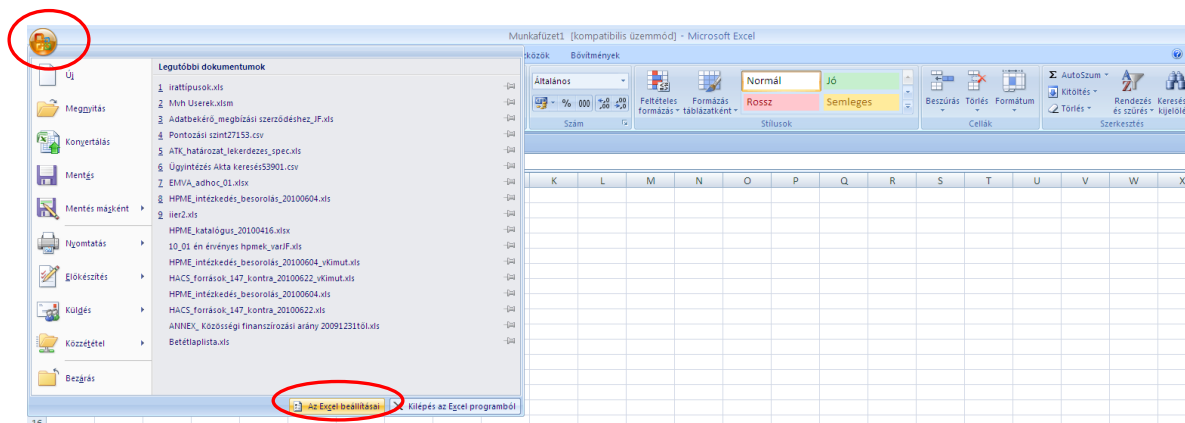 Munkafüzet1 [kompatibilis üzemmód] - Microsoft Excel
Bővítmények
Új
Megnyitás
Konvertálás
Mentés
Mentés másként
Nyomtatás
Előkészítés
Küldés
Közzététel
Bezárás
Legutóbbi dokumentumok
1 irattípusok.xls
2 Mvh Userek.xlsm
3 Adatbekérő_megbízási szerződéshez_JF.xls
4 Pontozási szint27153.csv
5 ATK_határozat_lekerdezes_spec.xls
6 Ügyintézés Akta keresés53901.csv
7 EMVA_adhoc_01.xlsx
8 HPME_intézkedés_besorolás_20100604.xls
9 iier2.xls
HPME_katalógus_20100416.xlsx
10_01 én érvényes hpmek_varJF.xls
HPME_intézkedés_besorolás_20100604_vKimut.xls
HACS_források_147_kontra_20100622_vKimut.xls
HPME_intézkedés_besorolás_20100604.xls
HACS_források_147_kontra_20100622.xls
ANNEX_ Közösségi finanszírozási arány 20091231től.xls
Betétlaplista.xls
Az Excel beállításai
Kilépés az Excel programból
Általános
% 000
Szám
Feltételes formázás
Formázás táblázatként
Normál
Jó
Rossz
Semleges
Stílusok
Beszúrás
Törlés
Formátum
Cellák
Σ AutoSzum
Kitöltés
Törlés
Rendezés és szűrés
Szerkesztés
K L M N O P Q R S T U V W X